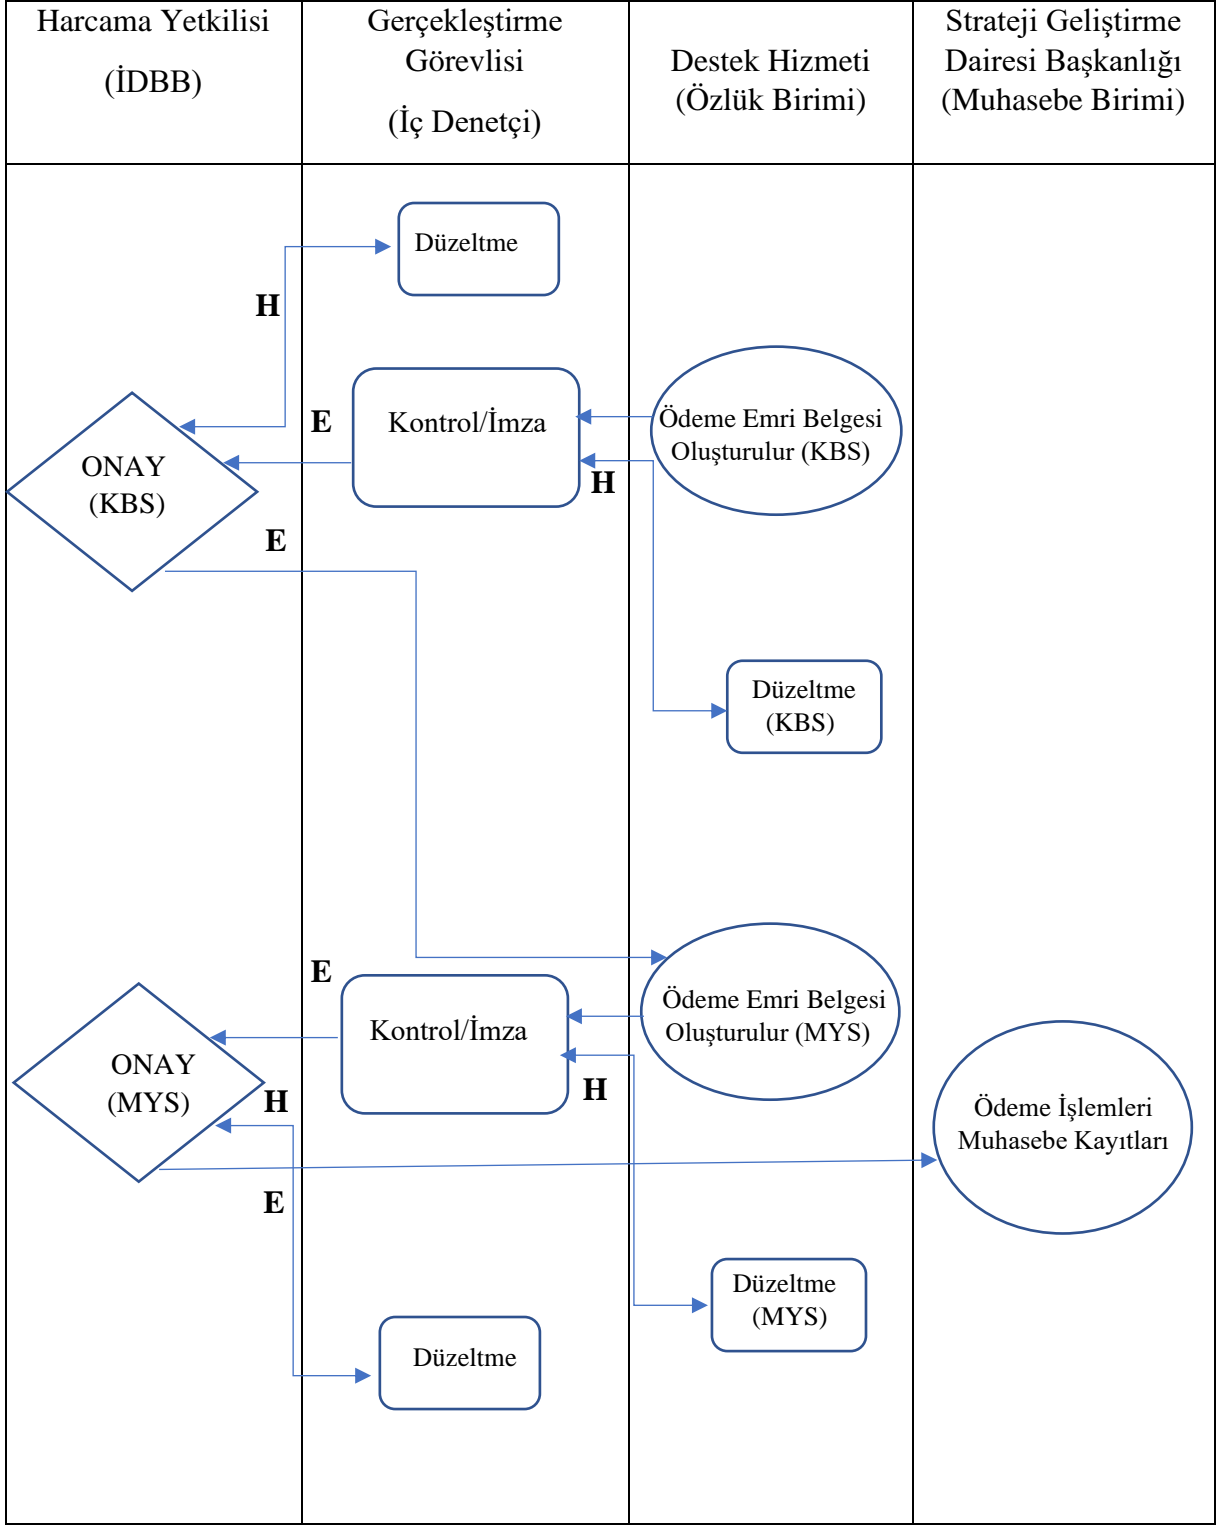 Harcama Yetkilisi
(İDBB)
Gerçekleştirme
Görevlisi
(İç Denetçi)
Destek Hizmeti
(Özlük Birimi)
Strateji Geliştirme
Dairesi Başkanlığı
(Muhasebe Birimi)
Düzeltme
H
Kontrol/İmza
E
Ödeme Emri Belgesi
Oluşturulur (KBS)
ONAY
(KBS)
H
E
Düzeltme
(KBS)
E
Kontrol/İmza
Ödeme Emri Belgesi
Oluşturulur (MYS)
ONAY
(MYS)
H
H
Ödeme İşlemleri
Muhasebe Kayıtları
E
Düzeltme
(MYS)
Düzeltme